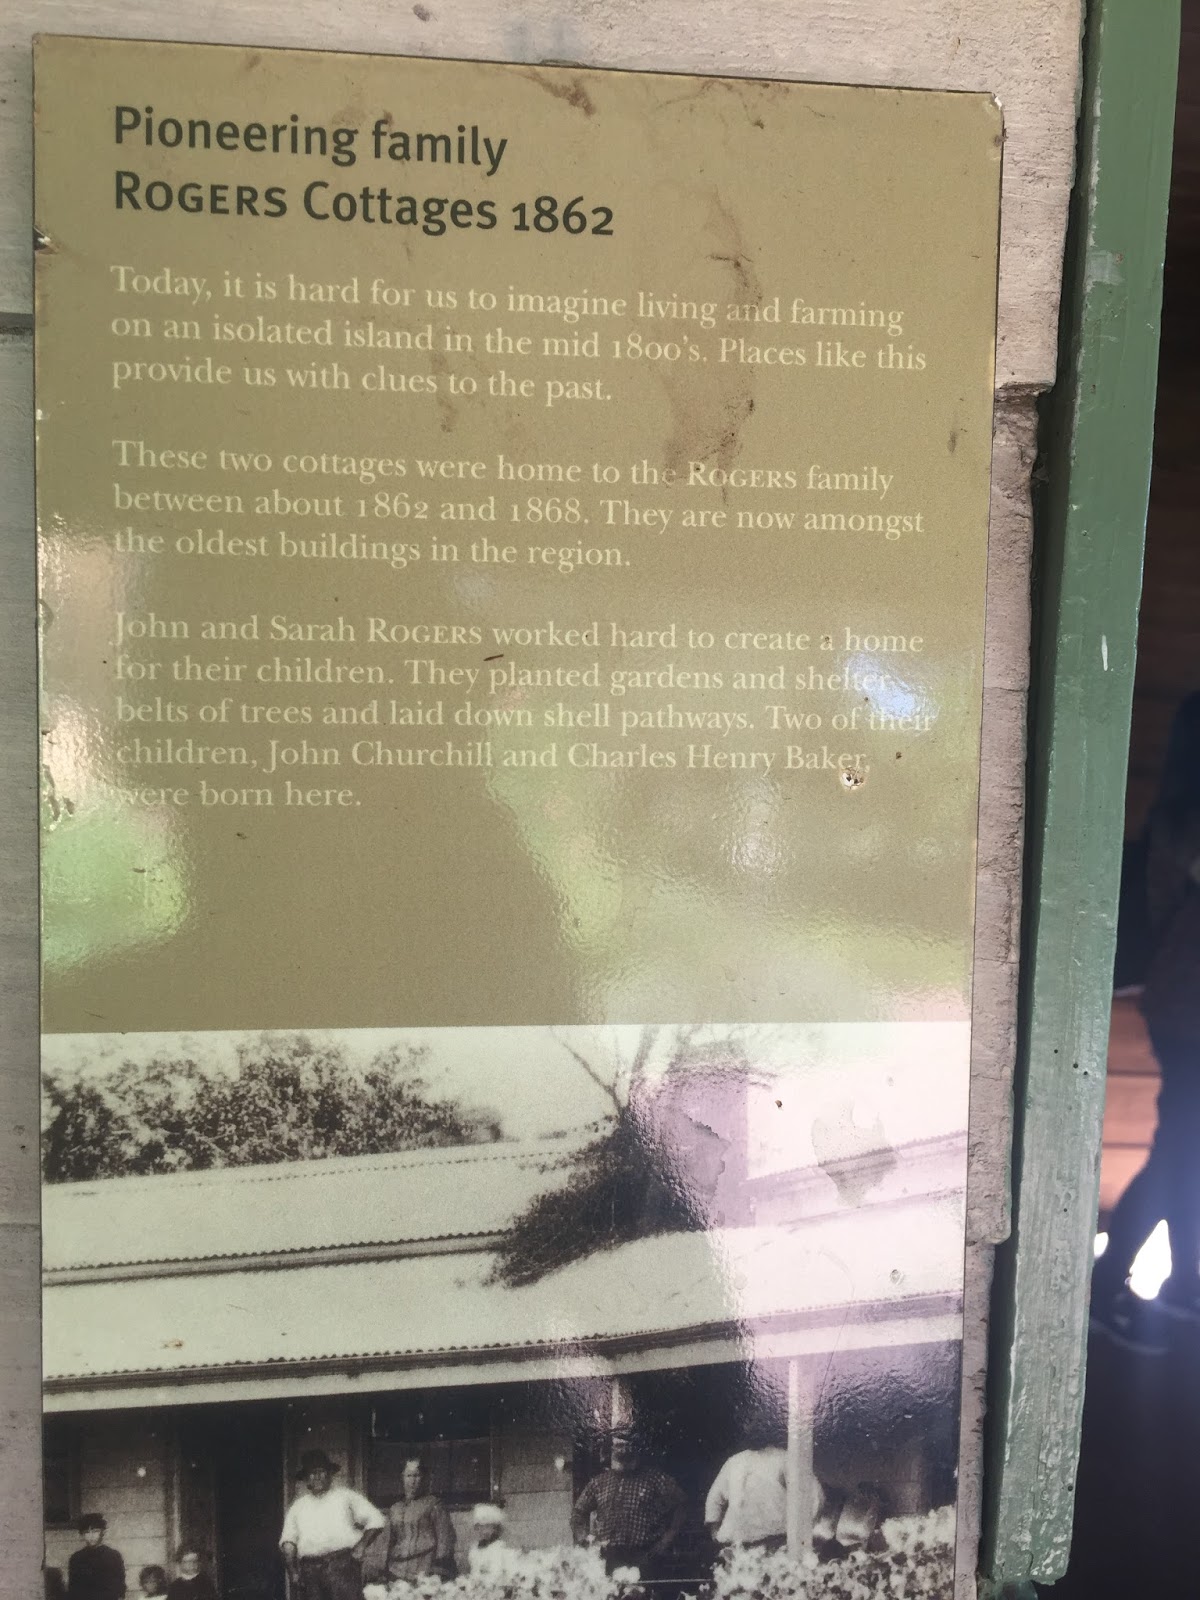 Pioneering family
ROGERS Cottages 1862
Today, it is hard for us to imagine living and farming
on an isolated island in the mid 1800's. Places like this
provide us with clues to the past.
These two cottages were home to the ROGERS family
between about 1862 and 1868. They are now amongst
the oldest buildings in the region.
John and Sarah ROGERS worked hard to create a home
for their children. They planted gardens and shelter
belts of trees and laid down shell pathways. Two of their
children, John Churchill and Charles Henry Baker,
were born here.